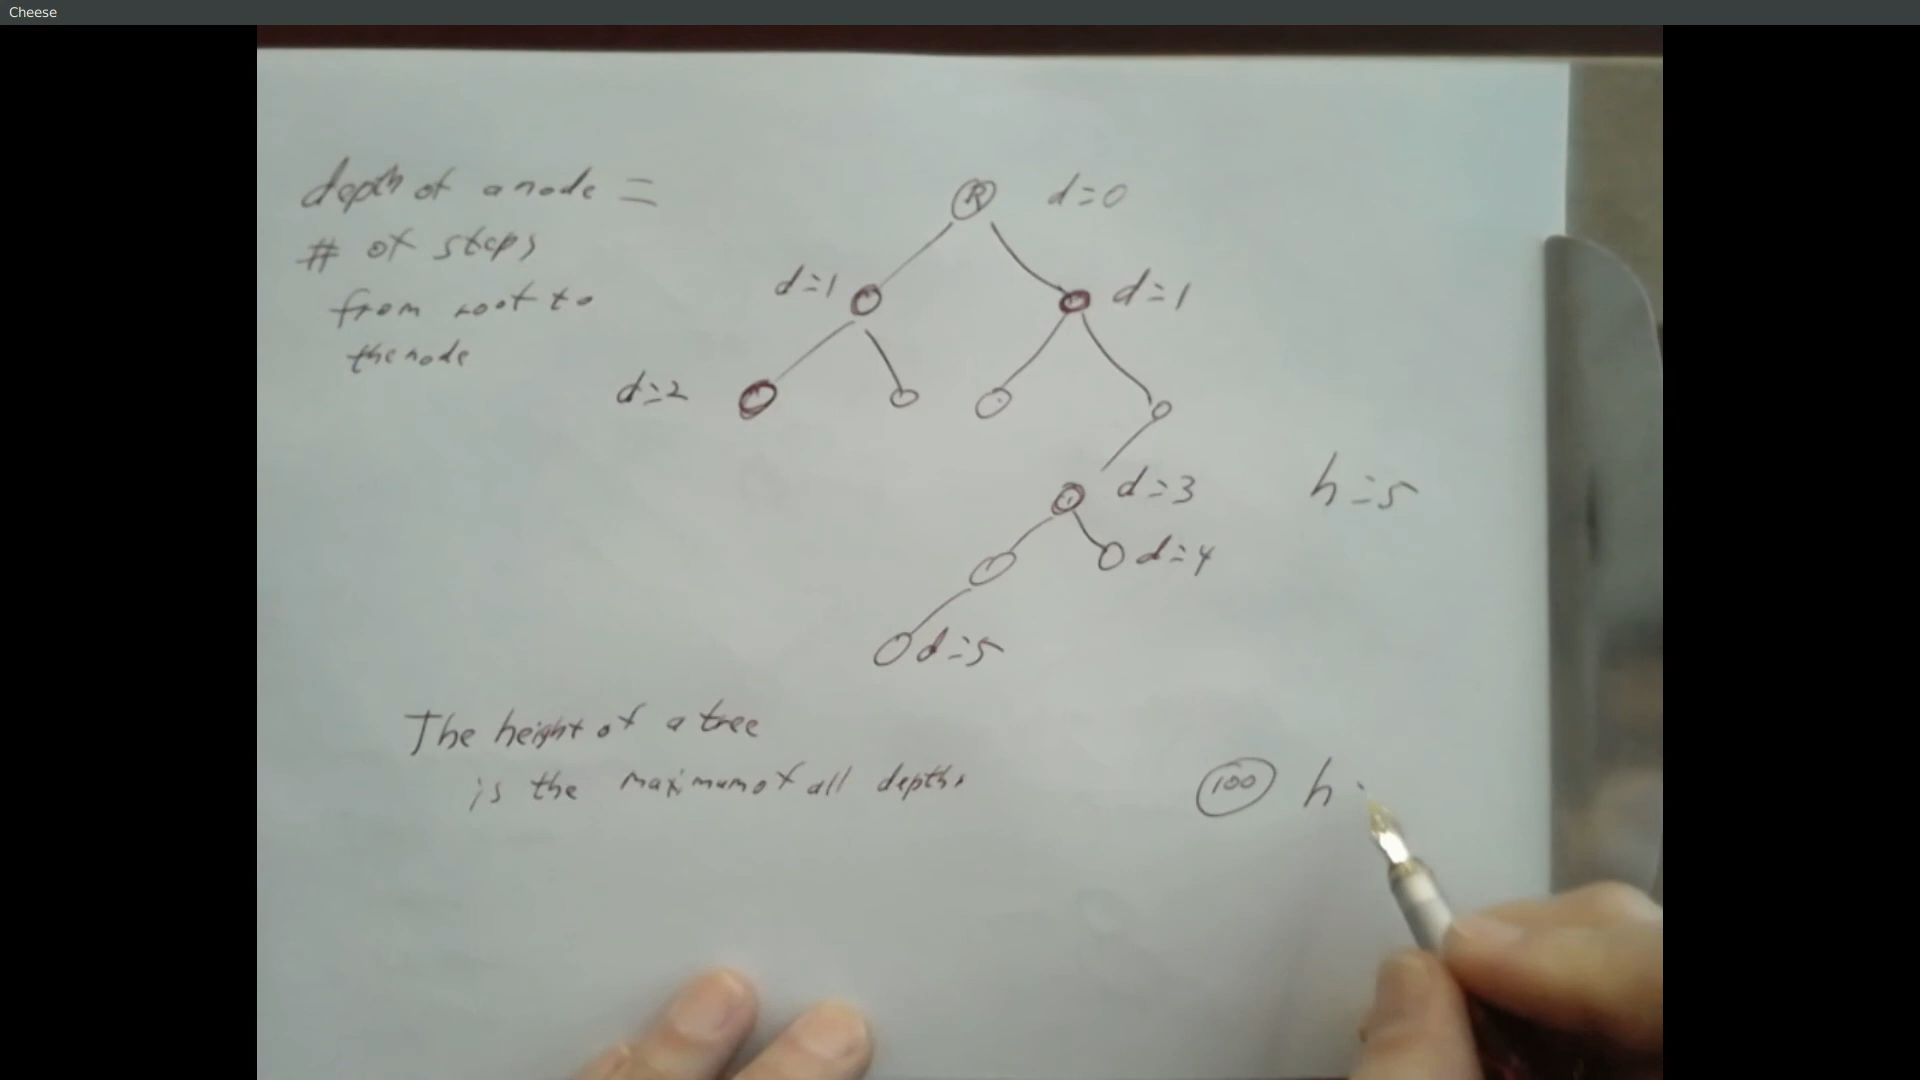 Cheese
depth of a node =
# of steps
from root to
the node
R d=0
d=1 d=1
d=2
d=3
h=5
d=4
d=5
The height of a tree
is the maximum of all depths
100 h